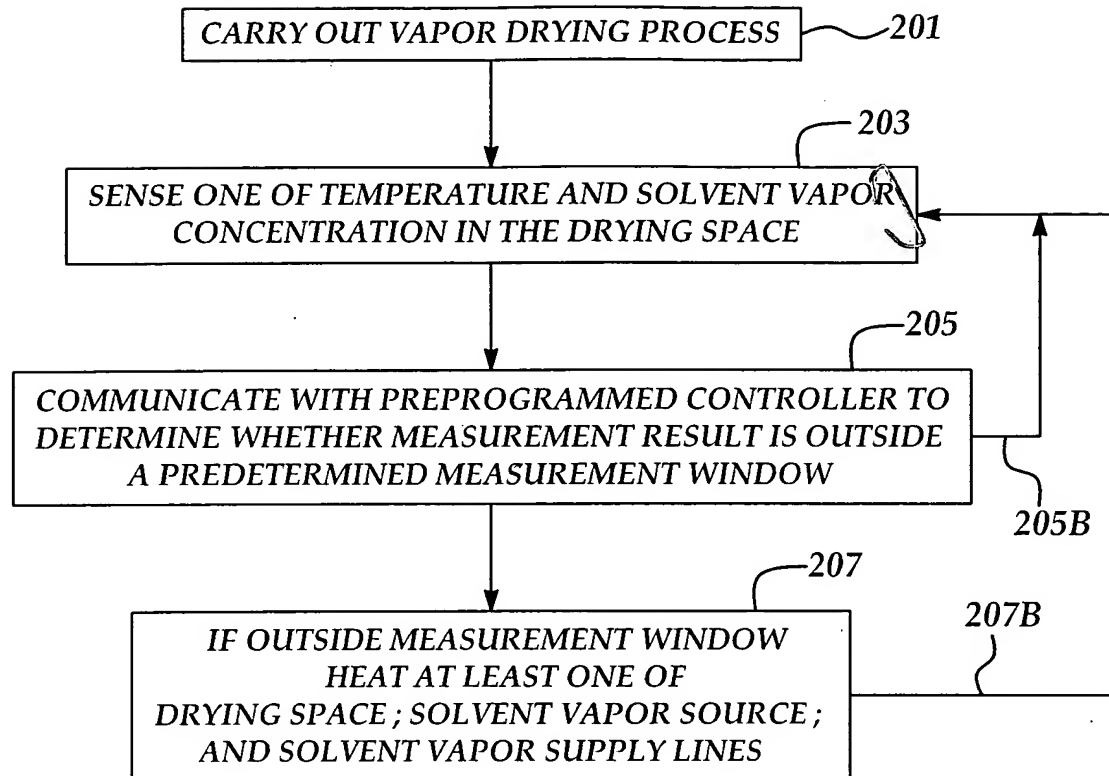 CARRY OUT VAPOR DRYING PROCESS
201
203
SENSE ONE OF TEMPERATURE AND SOLVENT VAPOR
CONCENTRATION IN THE DRYING SPACE
205
COMMUNICATE WITH PREPROGRAMMED CONTROLLER TO
DETERMINE WHETHER MEASUREMENT RESULT IS OUTSIDE
A PREDETERMINED MEASUREMENT WINDOW
205B
207
IF OUTSIDE MEASUREMENT WINDOW
HEAT AT LEAST ONE OF
DRYING SPACE ; SOLVENT VAPOR SOURCE ;
AND SOLVENT VAPOR SUPPLY LINES
207B